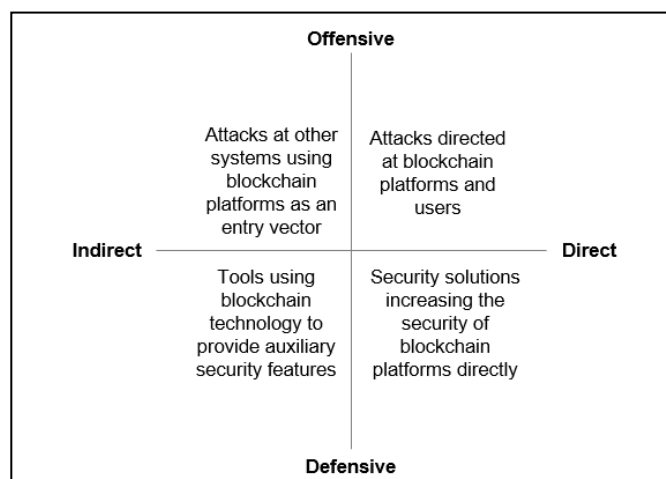 Offensive
Attacks at other
systems using
blockchain
platforms as an
entry vector
Attacks directed
at blockchain
platforms and
users
Indirect
Direct
Tools using
blockchain
technology to
provide auxiliary
security features
Security solutions
increasing the
security of
blockchain
platforms directly
Defensive